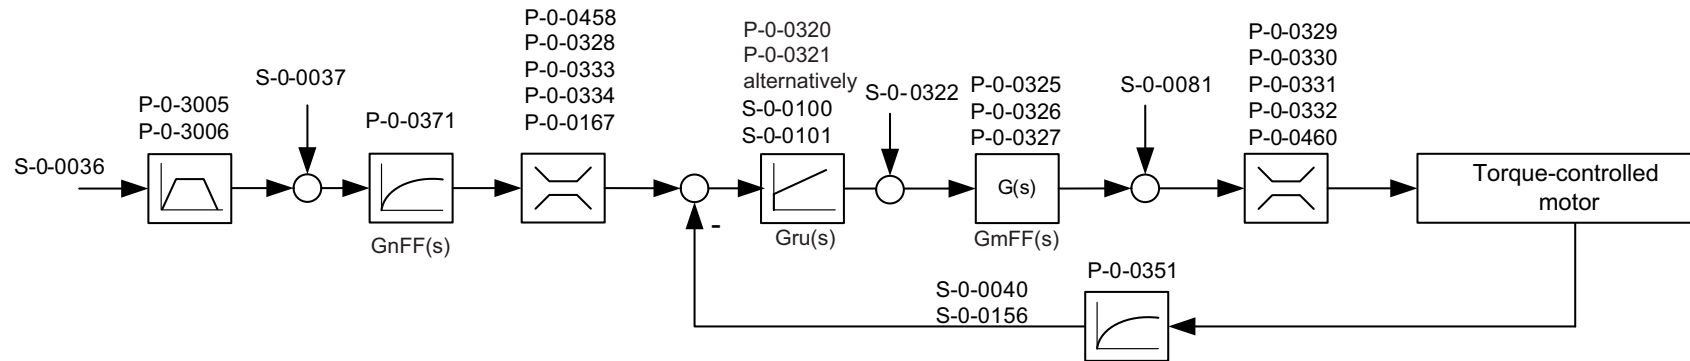 S-0-0036
P-0-3005
P-0-3006
S-0-0037
P-0-0371
GnFF(s)
P-0-0458
P-0-0328
P-0-0333
P-0-0334
P-0-0167
-
P-0-0320
P-0-0321
alternatively
S-0-0100
S-0-0101
Gru(s)
S-0-0322
P-0-0325
P-0-0326
P-0-0327
G(s)
GmFF(s)
S-0-0081
P-0-0329
P-0-0330
P-0-0331
P-0-0332
P-0-0460
Torque-controlled
motor
P-0-0351
S-0-0040
S-0-0156